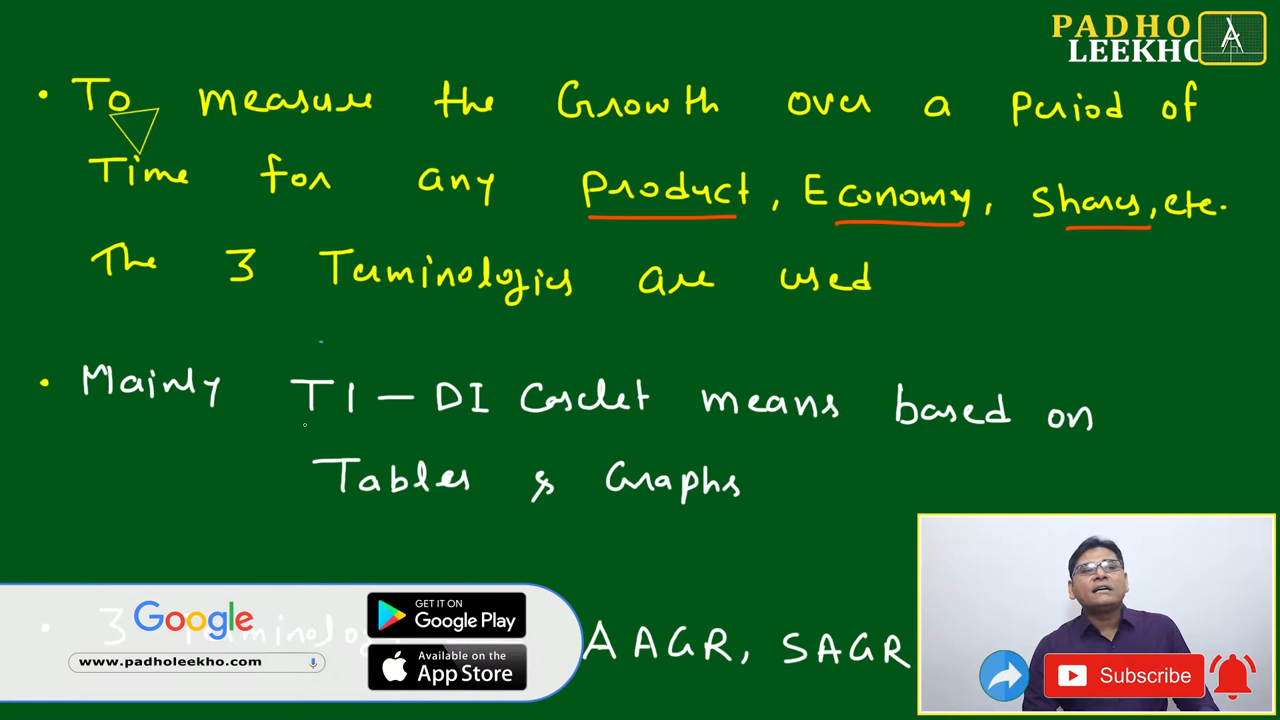 PADHO
LEEKHO
• To measure the Growth over a Period of
Time for any Product, Economy, Shares, etc.
The 3 Terminologies are used
• Mainly TI – DI Caselet means based on
Tables & Graphs
• 3 AAGR, SAGR
Google
www.padholeekho.com
GET IT ON
Google Play
Available on the
App Store
Subscribe